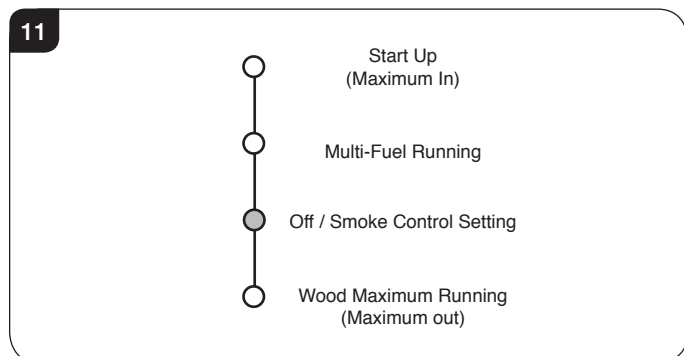 11
Start Up
(Maximum In)
Multi-Fuel Running
Off / Smoke Control Setting
Wood Maximum Running
(Maximum out)